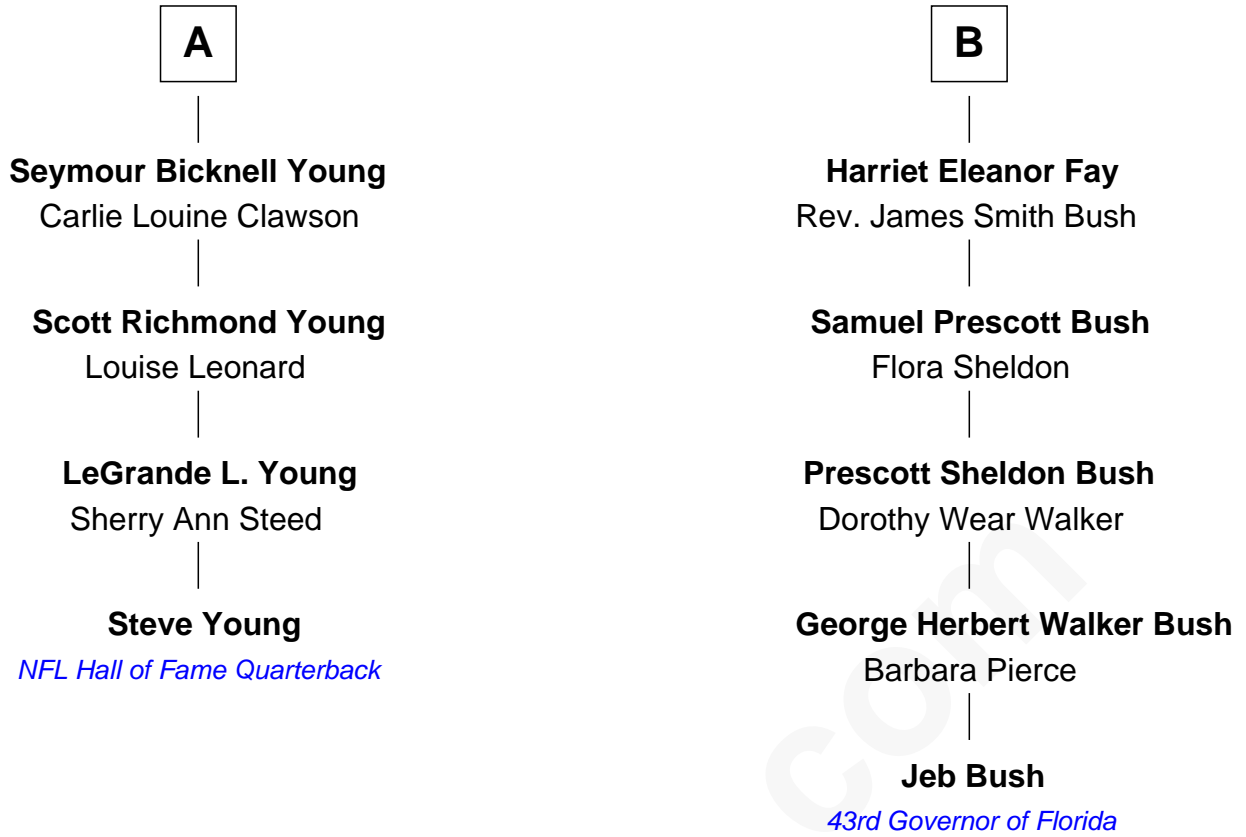 A
Seymour Bicknell Young
Carlie Louine Clawson
Scott Richmond Young
Louise Leonard
LeGrande L. Young
Sherry Ann Steed
Steve Young
NFL Hall of Fame Quarterback
B
Harriet Eleanor Fay
Rev. James Smith Bush
Samuel Prescott Bush
Flora Sheldon
Prescott Sheldon Bush
Dorothy Wear Walker
George Herbert Walker Bush
Barbara Pierce
Jeb Bush
43rd Governor of Florida
com